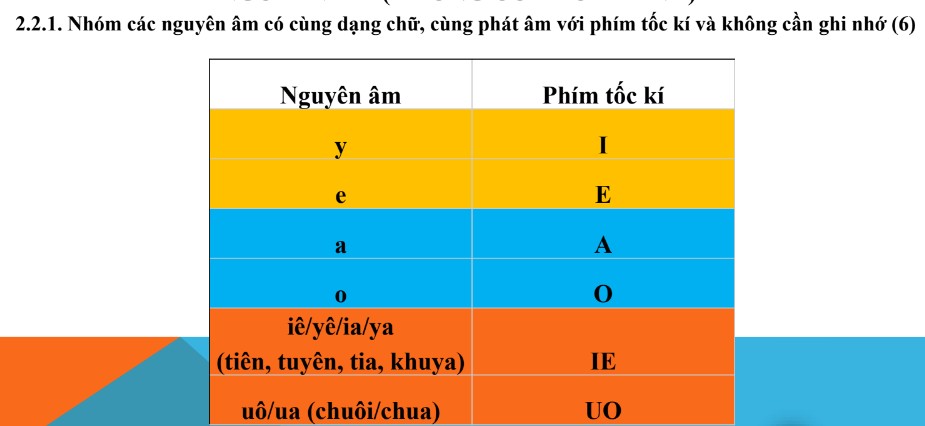 2.2.1. Nhóm các nguyên âm có cùng dạng chữ, cùng phát âm với phím tốc kí và không cần ghi nhớ (6)
Nguyên âm Phím tốc kí
y I
e E
a A
o O
iê/yê/ia/ya
(tiên, tuyên, tia, khuya) IE
uô/ua (chuôi/chua) UO